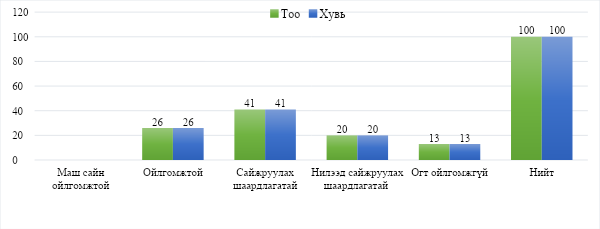 Тоо Хувь
120
100
80
60
40
20
0
26 26
41 41
20 20
13 13
100 100
Маш сайн ойлгомжтой
Ойлгомжтой
Сайжруулах шаардлагатай
Нилээд сайжруулах шаардлагатай
Огт ойлгомжгүй
Нийт